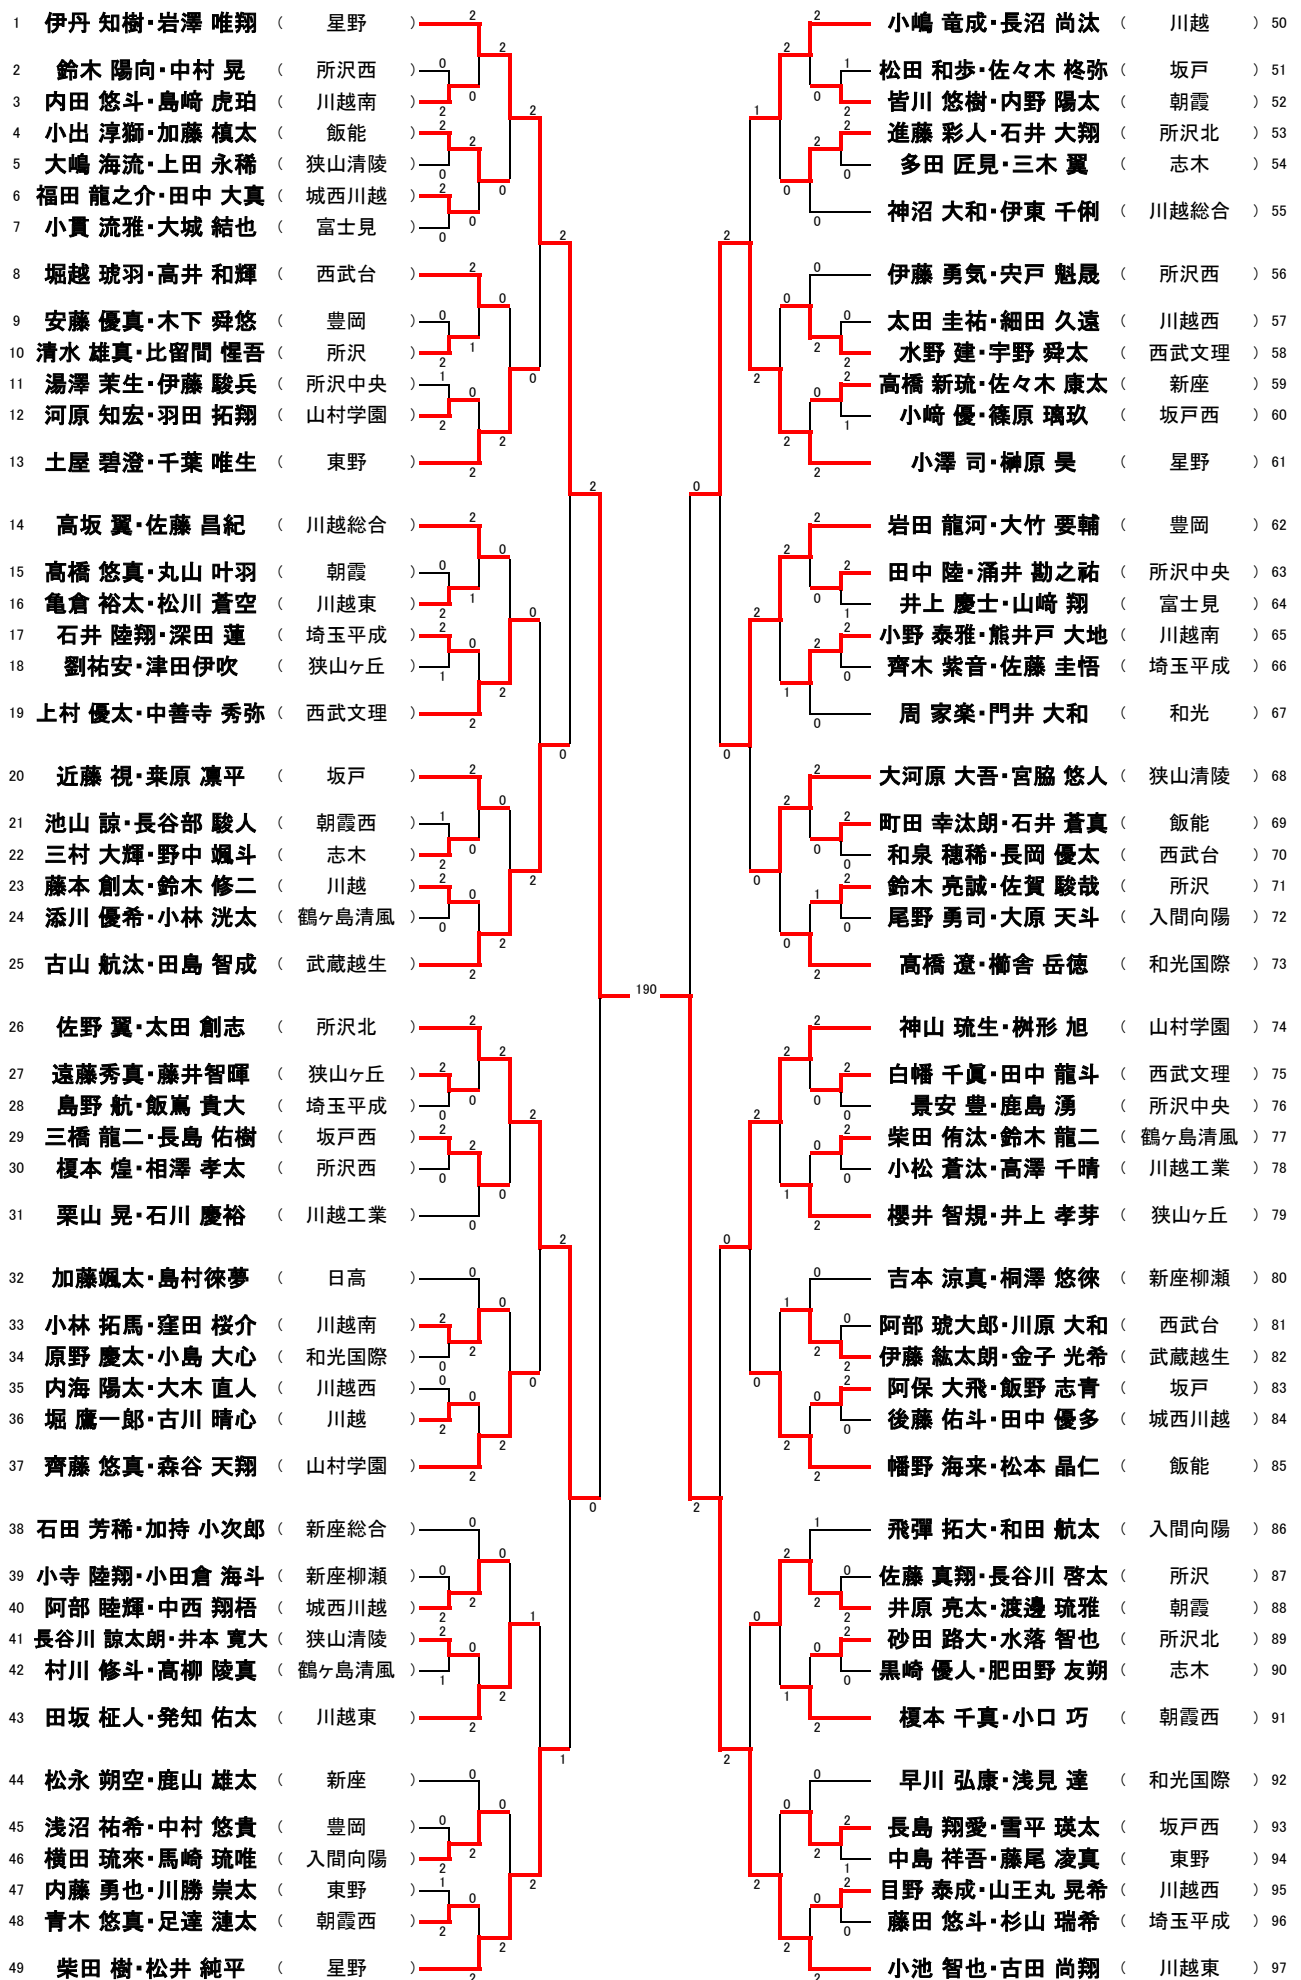 1 伊丹 知樹・岩澤 唯翔 ( 星野 )
2 鈴木 陽向・中村 晃 ( 所沢西 )
3 内田 悠斗・島﨑 虎珀 ( 川越南 )
4 小出 淳獅・加藤 槙太 ( 飯能 )
5 大嶋 海流・上田 永稀 ( 狭山清陵 )
6 福田 龍之介・田中 大真 ( 城西川越 )
7 小貫 流雅・大城 結也 ( 富士見 )
8 堀越 琥羽・高井 和輝 ( 西武台 )
9 安藤 優真・木下 舜悠 ( 豊岡 )
10 清水 雄真・比留間 惺吾 ( 所沢 )
11 湯澤 茉生・伊藤 駿兵 ( 所沢中央 )
12 河原 知宏・羽田 拓翔 ( 山村学園 )
13 土屋 碧澄・千葉 唯生 ( 東野 )
14 高坂 翼・佐藤 昌紀 ( 川越総合 )
15 髙橋 悠真・丸山 叶羽 ( 朝霞 )
16 亀倉 裕太・松川 蒼空 ( 川越東 )
17 石井 陸翔・深田 蓮 ( 埼玉平成 )
18 劉祐安・津田伊吹 ( 狭山ヶ丘 )
19 上村 優太・中善寺 秀弥 ( 西武文理 )
20 近藤 視・桒原 凛平 ( 坂戸 )
21 池山 諒・長谷部 駿人 ( 朝霞西 )
22 三村 大輝・野中 颯斗 ( 志木 )
23 藤本 創太・鈴木 修二 ( 川越 )
24 添川 優希・小林 洸太 ( 鶴ヶ島清風 )
25 古山 航汰・田島 智成 ( 武蔵越生 )
26 佐野 翼・太田 創志 ( 所沢北 )
27 遠藤秀真・藤井智暉 ( 狭山ヶ丘 )
28 島野 航・飯嶌 貴大 ( 埼玉平成 )
29 三橋 龍二・長島 佑樹 ( 坂戸西 )
30 榎本 煌・相澤 孝太 ( 所沢西 )
31 栗山 晃・石川 慶裕 ( 川越工業 )
32 加藤颯太・島村徠夢 ( 日高 )
33 小林 拓馬・窪田 桜介 ( 川越南 )
34 原野 慶太・小島 大心 ( 和光国際 )
35 内海 陽太・大木 直人 ( 川越西 )
36 堀 鷹一郎・古川 晴心 ( 川越 )
37 齊藤 悠真・森谷 天翔 ( 山村学園 )
38 石田 芳稀・加持 小次郎 ( 新座総合 )
39 小寺 陸翔・小田倉 海斗 ( 新座柳瀬 )
40 阿部 睦輝・中西 翔梧 ( 城西川越 )
41 長谷川 諒太朗・井本 寛大 ( 狭山清陵 )
42 村川 修斗・髙柳 陵真 ( 鶴ヶ島清風 )
43 田坂 柾人・発知 佑太 ( 川越東 )
44 松永 朔空・鹿山 雄太 ( 新座 )
45 浅沼 祐希・中村 悠貴 ( 豊岡 )
46 横田 琉來・馬崎 琉唯 ( 入間向陽 )
47 内藤 勇也・川勝 崇太 ( 東野 )
48 青木 悠真・足達 漣太 ( 朝霞西 )
49 柴田 樹・松井 純平 ( 星野 )
190
小嶋 竜成・長沼 尚汰 ( 川越 ) 50
松田 和歩・佐々木 柊弥 ( 坂戸 ) 51
皆川 悠樹・内野 陽太 ( 朝霞 ) 52
進藤 彩人・石井 大翔 ( 所沢北 ) 53
多田 匠見・三木 翼 ( 志木 ) 54
神沼 大和・伊東 千俐 ( 川越総合 ) 55
伊藤 勇気・宍戸 魁晟 ( 所沢西 ) 56
太田 圭祐・細田 久遠 ( 川越西 ) 57
水野 建・宇野 舜太 ( 西武文理 ) 58
高橋 新琉・佐々木 康太 ( 新座 ) 59
小﨑 優・篠原 璃玖 ( 坂戸西 ) 60
小澤 司・榊原 昊 ( 星野 ) 61
岩田 龍河・大竹 要輔 ( 豊岡 ) 62
田中 陸・涌井 勘之祐 ( 所沢中央 ) 63
井上 慶士・山﨑 翔 ( 富士見 ) 64
小野 泰雅・熊井戸 大地 ( 川越南 ) 65
齊木 紫音・佐藤 圭悟 ( 埼玉平成 ) 66
周 家楽・門井 大和 ( 和光 ) 67
大河原 大吾・宮脇 悠人 ( 狭山清陵 ) 68
町田 幸汰朗・石井 蒼真 ( 飯能 ) 69
和泉 穂稀・長岡 優太 ( 西武台 ) 70
鈴木 亮誠・佐賀 駿哉 ( 所沢 ) 71
尾野 勇司・大原 天斗 ( 入間向陽 ) 72
髙橋 遼・櫛舎 岳徳 ( 和光国際 ) 73
神山 琉生・桝形 旭 ( 山村学園 ) 74
白幡 千眞・田中 龍斗 ( 西武文理 ) 75
景安 豊・鹿島 湧 ( 所沢中央 ) 76
柴田 侑汰・鈴木 龍二 ( 鶴ヶ島清風 ) 77
小松 蒼汰・高澤 千晴 ( 川越工業 ) 78
櫻井 智規・井上 孝芽 ( 狭山ヶ丘 ) 79
吉本 涼真・桐澤 悠徠 ( 新座柳瀬 ) 80
阿部 琥大郎・川原 大和 ( 西武台 ) 81
伊藤 紘太朗・金子 光希 ( 武蔵越生 ) 82
阿保 大飛・飯野 志青 ( 坂戸 ) 83
後藤 佑斗・田中 優多 ( 城西川越 ) 84
幡野 海来・松本 晶仁 ( 飯能 ) 85
飛彈 拓大・和田 航太 ( 入間向陽 ) 86
佐藤 真翔・長谷川 啓太 ( 所沢 ) 87
井原 亮太・渡邊 琉雅 ( 朝霞 ) 88
砂田 路大・水落 智也 ( 所沢北 ) 89
黒崎 優人・肥田野 友朔 ( 志木 ) 90
榎本 千真・小口 巧 ( 朝霞西 ) 91
早川 弘康・浅見 達 ( 和光国際 ) 92
長島 翔愛・雪平 瑛太 ( 坂戸西 ) 93
中島 祥吾・藤尾 凌真 ( 東野 ) 94
目野 泰成・山王丸 晃希 ( 川越西 ) 95
藤田 悠斗・杉山 瑞希 ( 埼玉平成 ) 96
小池 智也・古田 尚翔 ( 川越東 ) 97